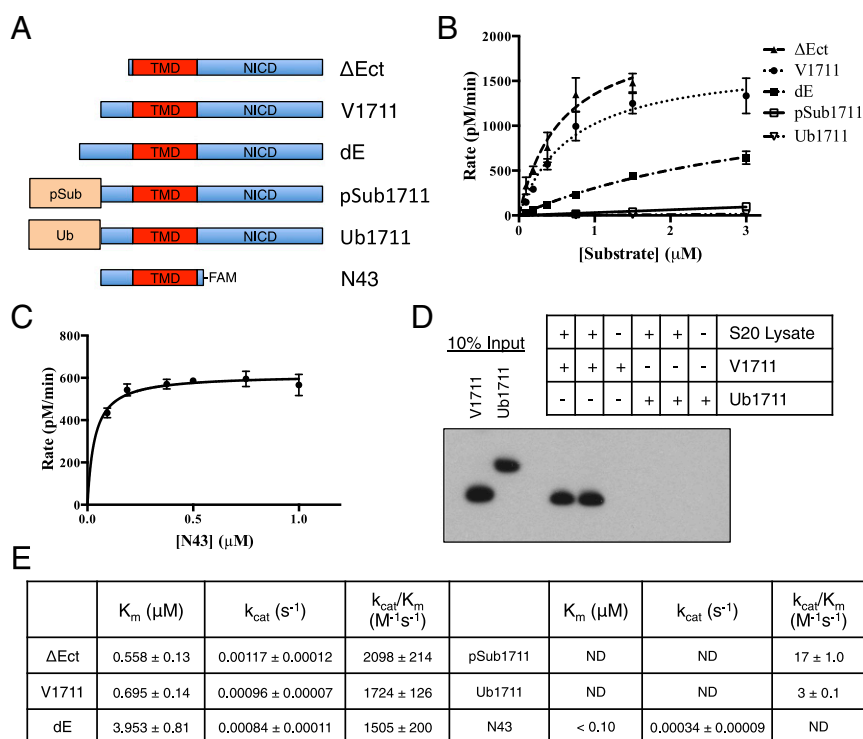 A
TMD NICD ΔEct
TMD NICD V1711
TMD NICD dE
pSub TMD NICD pSub1711
Ub TMD NICD Ub1711
TMD -FAM N43
B
Rate (pM/min)
2000
1500
1000
500
0
0 1 2 3
[Substrate] (μM)
ΔEct
V1711
dE
pSub1711
Ub1711
C
Rate (pM/min)
800
600
400
200
0
0.0 0.5 1.0
[N43] (μM)
D
10% Input
V1711
Ub1711
+ + - + + - S20 Lysate
+ + + - - - V1711
- - - + + + Ub1711
E
Km (μM) kcat (s-1) kcat/Km (M-1s-1) Km (μM) kcat (s-1) kcat/Km (M-1s-1)
ΔEct 0.558 ± 0.13 0.00117 ± 0.00012 2098 ± 214 pSub1711 ND ND 17 ± 1.0
V1711 0.695 ± 0.14 0.00096 ± 0.00007 1724 ± 126 Ub1711 ND ND 3 ± 0.1
dE 3.953 ± 0.81 0.00084 ± 0.00011 1505 ± 200 N43 < 0.10 0.00034 ± 0.00009 ND